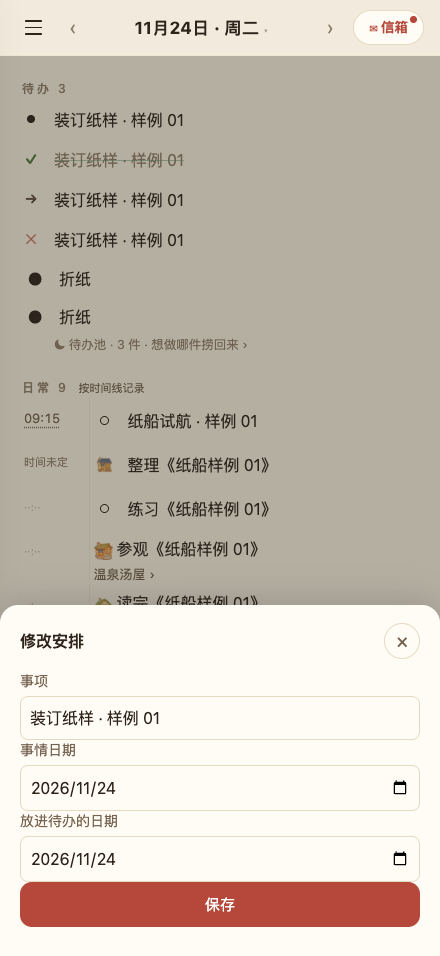 11月24日 · 周二
信箱
待办 3
装订纸样 · 样例 01
装订纸样 · 样例 01
装订纸样 · 样例 01
装订纸样 · 样例 01
折纸
折纸
待办池 · 3 件 · 想做哪件捞回来 ›
日常 9 按时间线记录
09:15 纸船试航 · 样例 01
时间未定 整理《纸船样例 01》
--:-- 练习《纸船样例 01》
--:-- 参观《纸船样例 01》
温泉汤屋 ›
读完《纸船样例 01》
修改安排
事项
装订纸样 · 样例 01
事情日期
2026/11/24
放进待办的日期
2026/11/24
保存